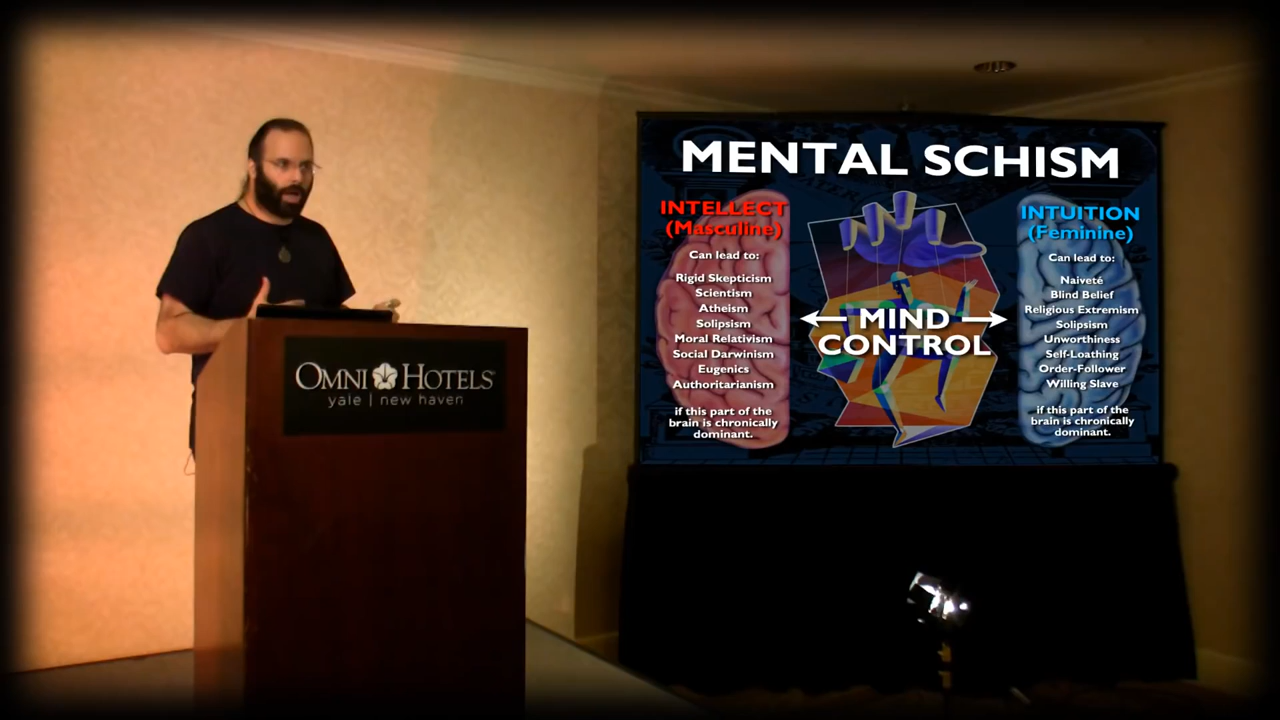 MENTAL SCHISM
INTELLECT
(Masculine)
Can lead to:
Rigid Skepticism
Scientism
Atheism
Solipsism
Moral Relativism
Social Darwinism
Eugenics
Authoritarianism
if this part of the
brain is chronically
dominant.
MIND
CONTROL
INTUITION
(Feminine)
Can lead to:
Naiveté
Blind Belief
Religious Extremism
Solipsism
Unworthiness
Self-Loathing
Order-Follower
Willing Slave
if this part of the
brain is chronically
dominant.
OMNI HOTELS
yale | new haven